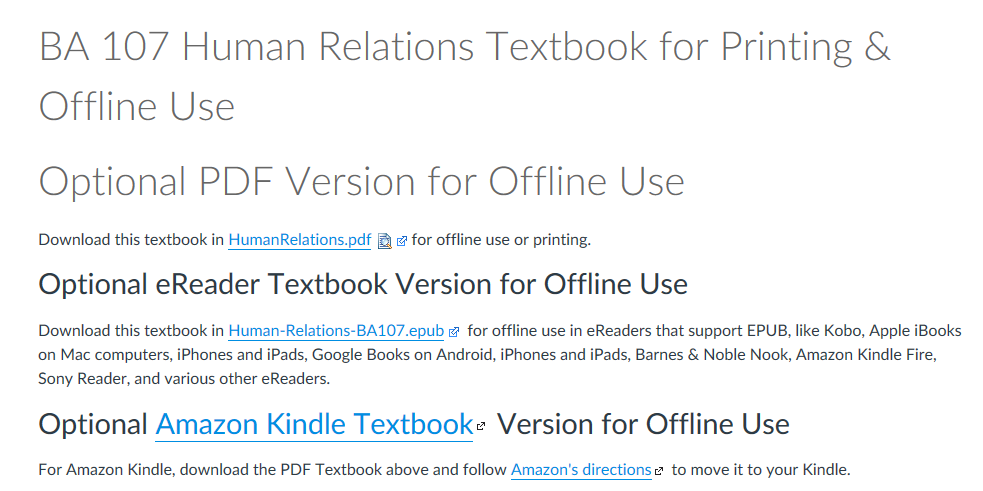 BA 107 Human Relations Textbook for Printing &
Offline Use
Optional PDF Version for Offline Use
Download this textbook in HumanRelations.pdf for offline use or printing.
Optional eReader Textbook Version for Offline Use
Download this textbook in Human-Relations-BA107.epub for offline use in eReaders that support EPUB, like Kobo, Apple iBooks
on Mac computers, iPhones and iPads, Google Books on Android, iPhones and iPads, Barnes & Noble Nook, Amazon Kindle Fire,
Sony Reader, and various other eReaders.
Optional Amazon Kindle Textbook Version for Offline Use
For Amazon Kindle, download the PDF Textbook above and follow Amazon's directions to move it to your Kindle.